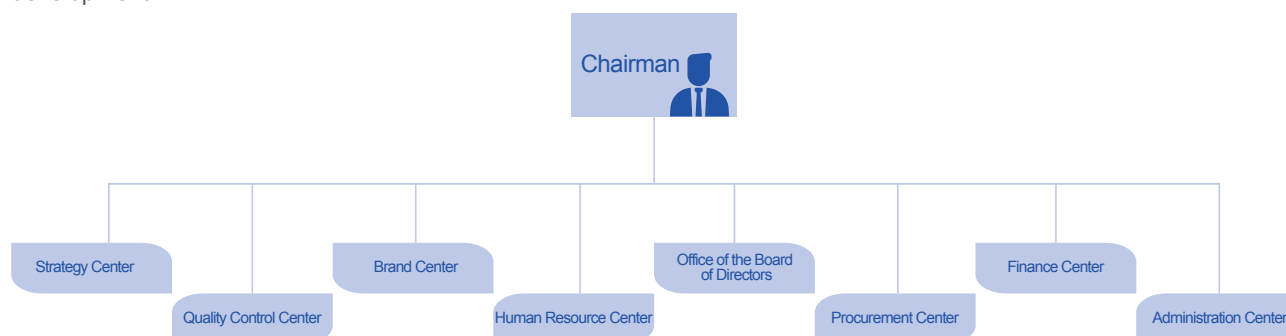 Chairman
Strategy Center
Brand Center
Office of the Board
of Directors
Finance Center
Quality Control Center
Human Resource Center
Procurement Center
Administration Center